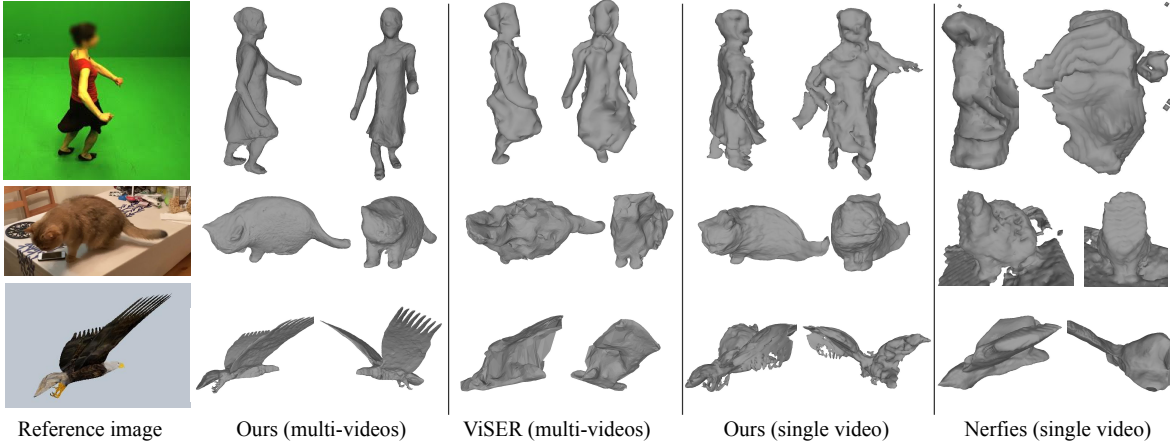 Reference image
Ours (multi-videos)
ViSER (multi-videos)
Ours (single video)
Nerfies (single video)